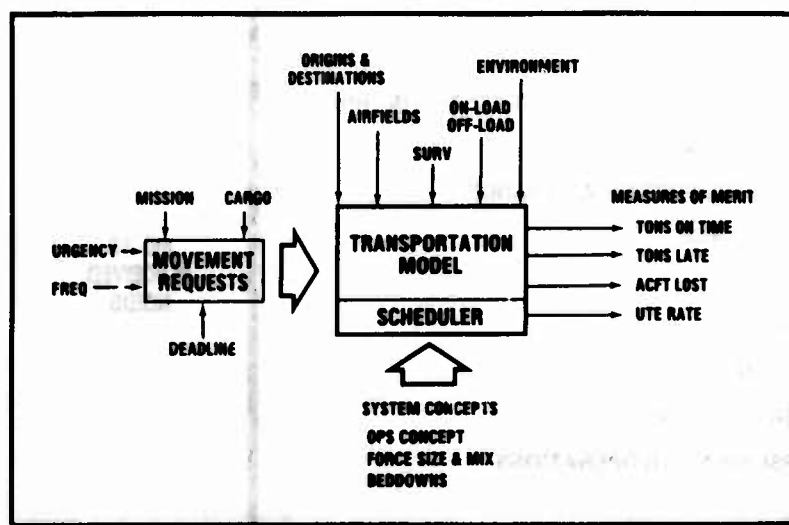 ORIGINS &
DESTINATIONS
ENVIRONMENT
AIRFIELDS
ON-LOAD
OFF-LOAD
SURV
MISSION
CARGO
MEASURES OF MERIT
URGENCY
FREQ
MOVEMENT
REQUESTS
DEADLINE
TRANSPORTATION
MODEL
SCHEDULER
TONS ON TIME
TONS LATE
ACFT LOST
UTE RATE
SYSTEM CONCEPTS
OPS CONCEPT
FORCE SIZE & MIX
BEDDOWNS